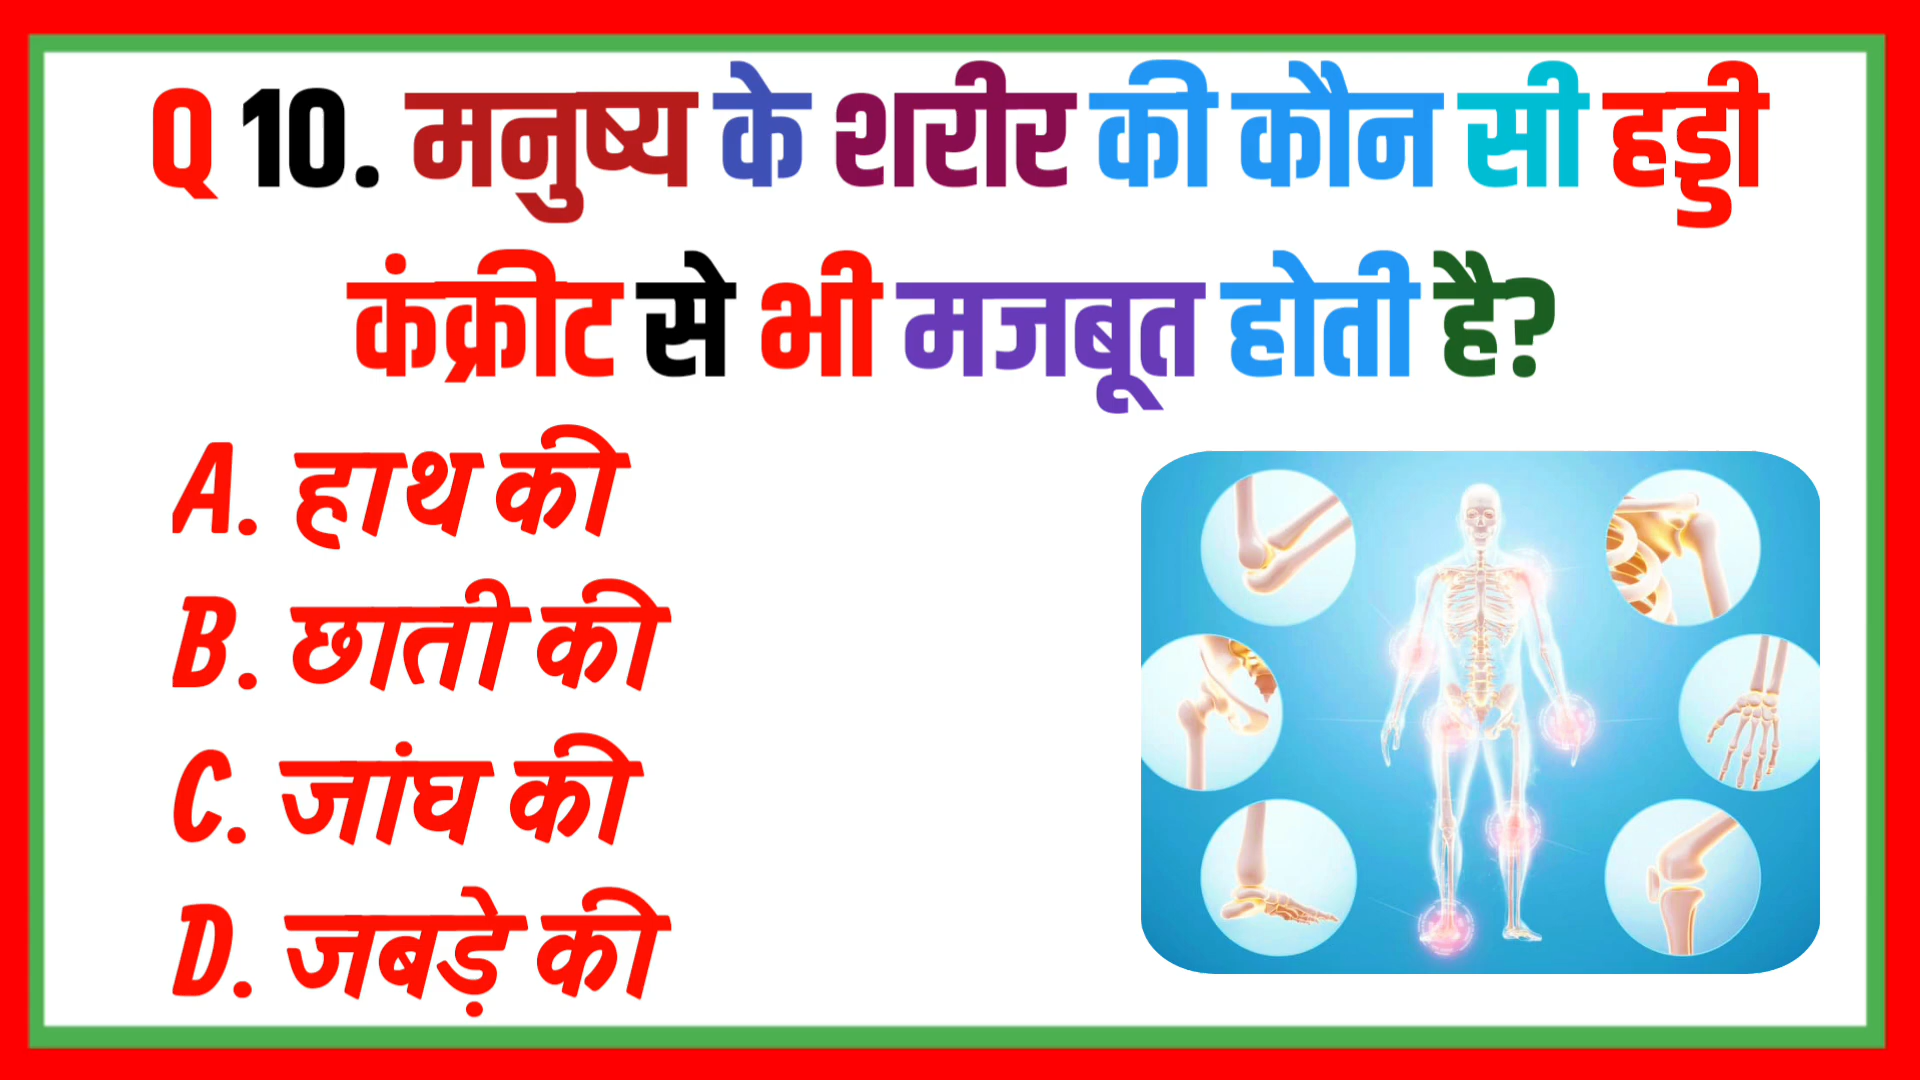 Q 10. मनुष्य के शरीर की कौन सी हड्डी
कंक्रीट से भी मजबूत होती है?
A. हाथ की
B. छाती की
C. जांघ की
D. जबड़े की